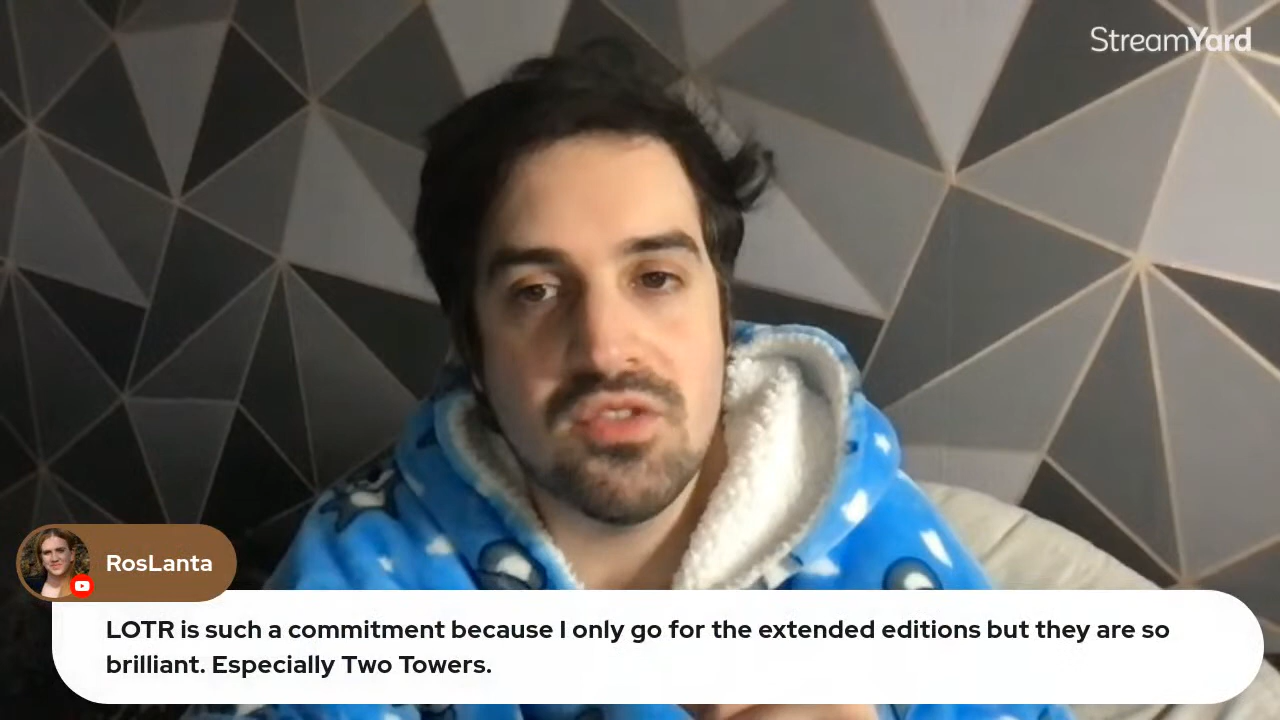 StreamYard
RosLanta
LOTR is such a commitment because I only go for the extended editions but they are so
brilliant. Especially Two Towers.